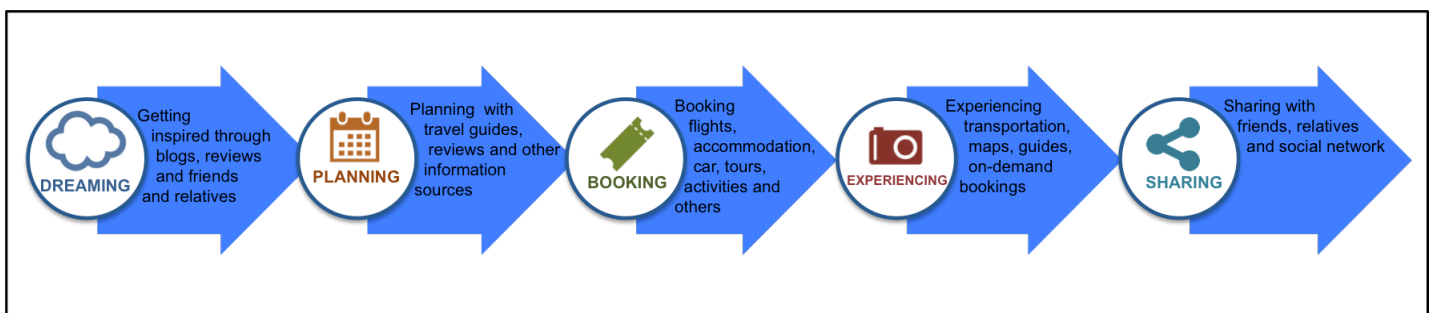 DREAMING
Getting
inspired through
blogs, reviews
and friends
and relatives
PLANNING
Planning with
travel guides,
reviews and other
information
sources
BOOKING
Booking
flights,
accommodation,
car, tours,
activities and
others
EXPERIENCING
Experiencing
transportation,
maps, guides,
on-demand
bookings
SHARING
Sharing with
friends, relatives
and social network